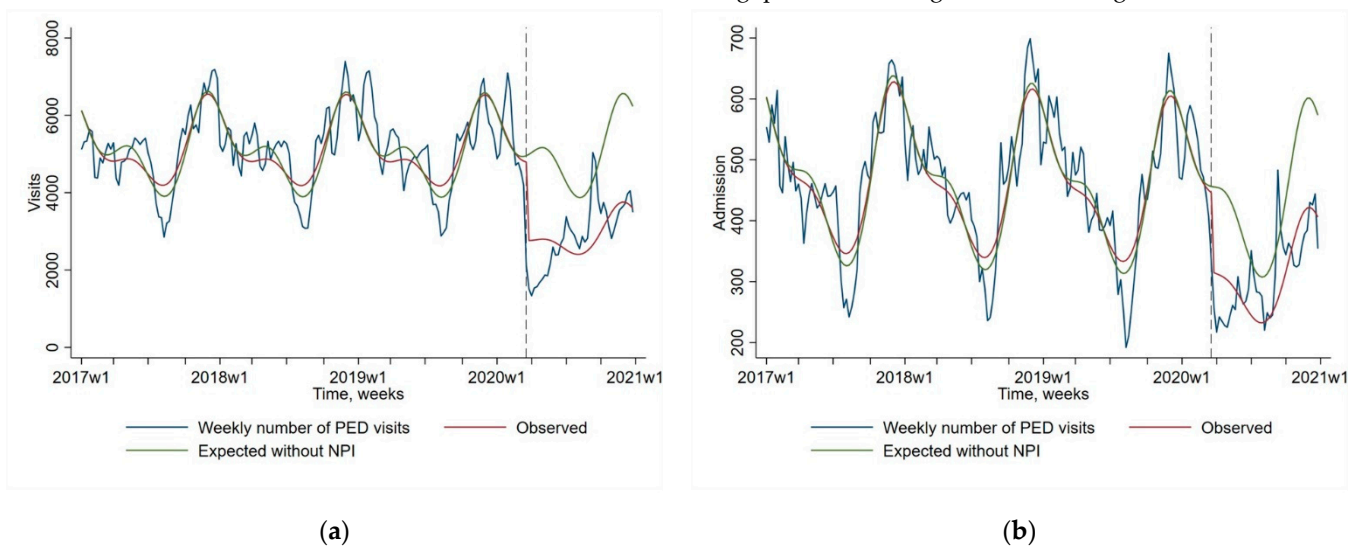 Visits
8000
6000
4000
2000
0
2017w1 2018w1 2019w1 2020w1 2021w1
Time, weeks
Weekly number of PED visits Observed
Expected without NPI
(a)
Admission
700
600
500
400
300
200
2017w1 2018w1 2019w1 2020w1 2021w1
Time, weeks
Weekly number of PED visits Observed
Expected without NPI
(b)